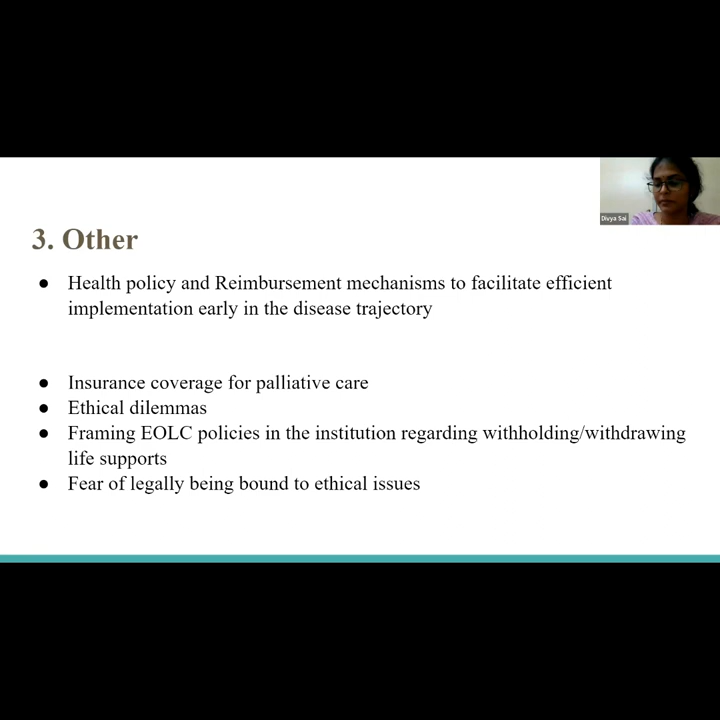 Divya Sai
3. Other
● Health policy and Reimbursement mechanisms to facilitate efficient
implementation early in the disease trajectory
● Insurance coverage for palliative care
● Ethical dilemmas
● Framing EOLC policies in the institution regarding withholding/withdrawing
life supports
● Fear of legally being bound to ethical issues